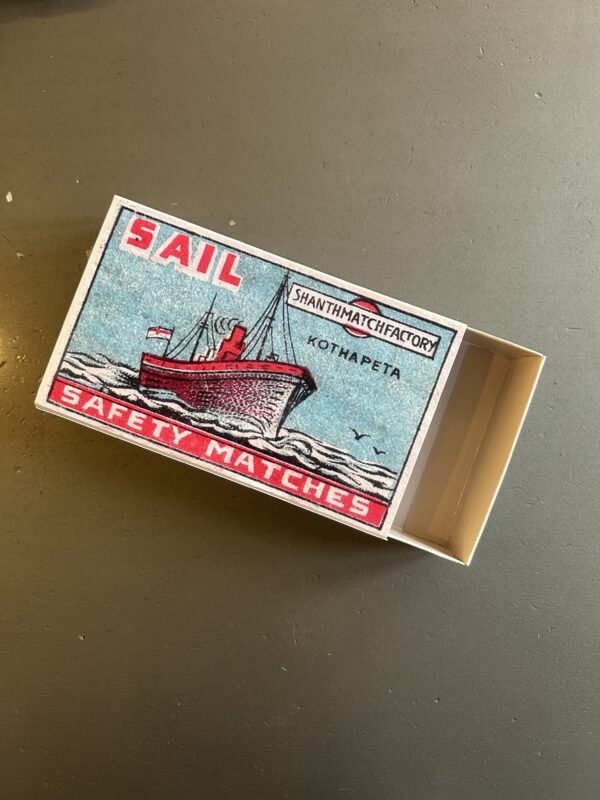 SAIL
SHANTHMATCHFACTORY
KOTHAPETA
SAFETY MATCHES